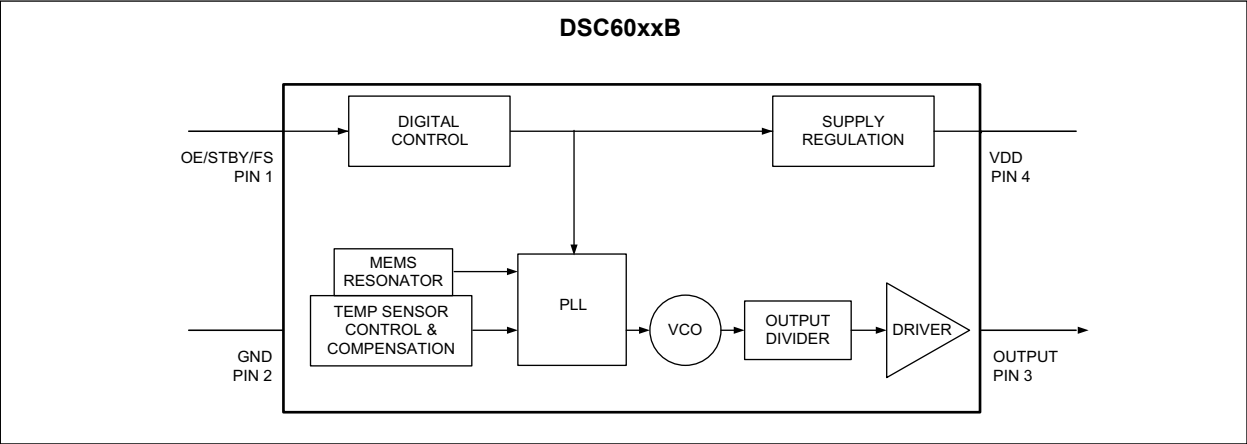 DSC60xxB
DIGITAL
CONTROL
SUPPLY
REGULATION
OE/STBY/FS
PIN 1
VDD
PIN 4
MEMS
RESONATOR
TEMP SENSOR
CONTROL &
COMPENSATION
PLL
VCO
OUTPUT
DIVIDER
DRIVER
GND
PIN 2
OUTPUT
PIN 3